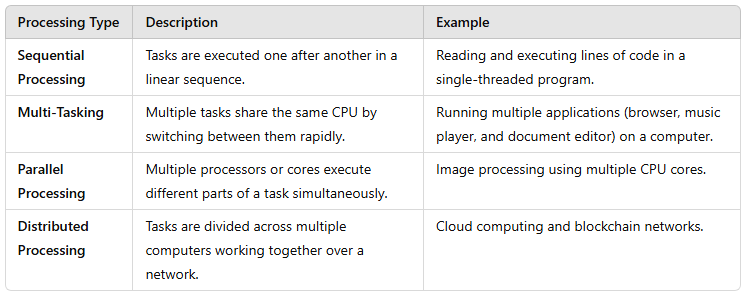 Processing Type Description Example
Sequential Tasks are executed one after another in a Reading and executing lines of code in a
Processing linear sequence. single-threaded program.
Multi-Tasking Multiple tasks share the same CPU by Running multiple applications (browser, music
switching between them rapidly. player, and document editor) on a computer.
Parallel Multiple processors or cores execute Image processing using multiple CPU cores.
Processing different parts of a task simultaneously.
Distributed Tasks are divided across multiple Cloud computing and blockchain networks.
Processing computers working together over a
network.